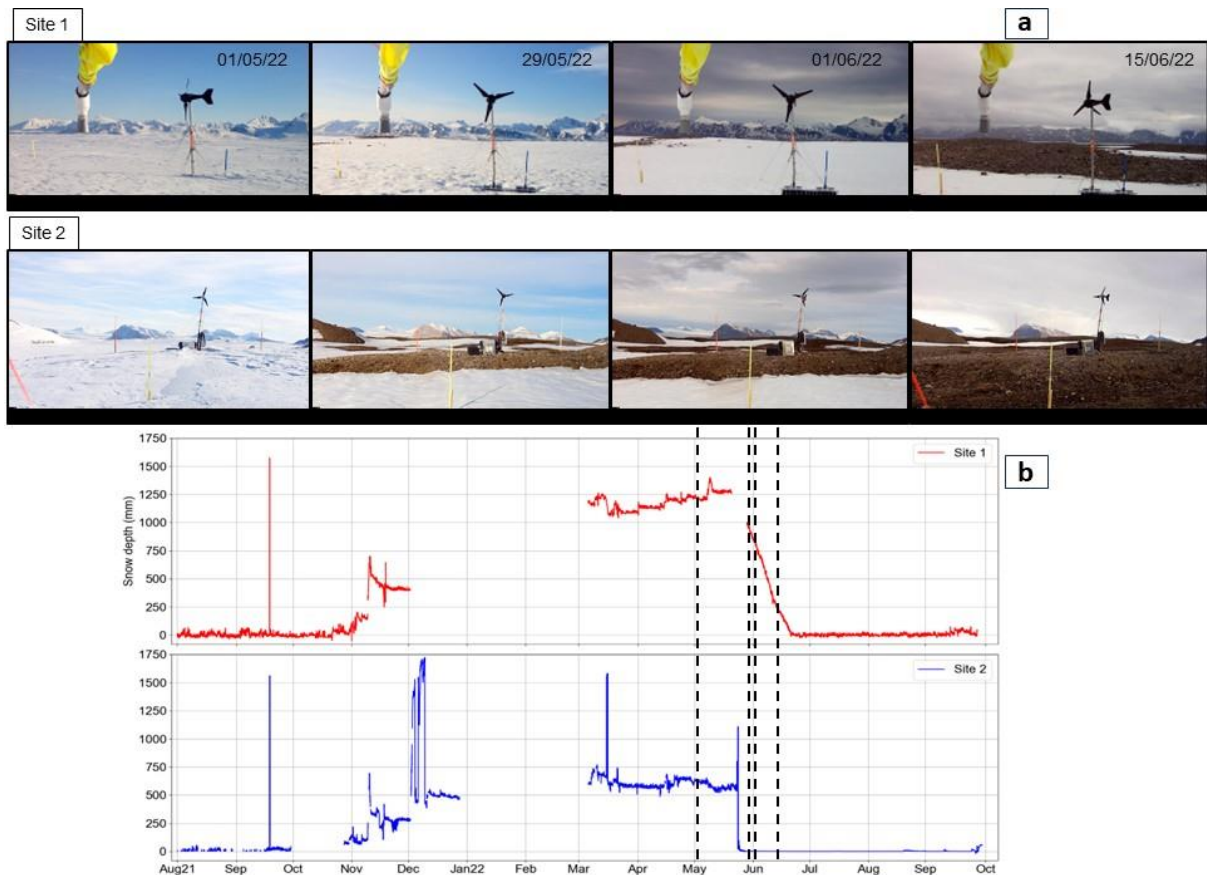 Site 1
a
01/05/22
29/05/22
01/06/22
15/06/22
Site 2
b
1750
1500
1250
1000
750
500
250
0
Snow depth (mm)
Site 1
1750
1500
1250
1000
750
500
250
0
Site 2
Aug21 Sep Oct Nov Dec Jan22 Feb Mar Apr May Jun Jul Aug Sep Oct